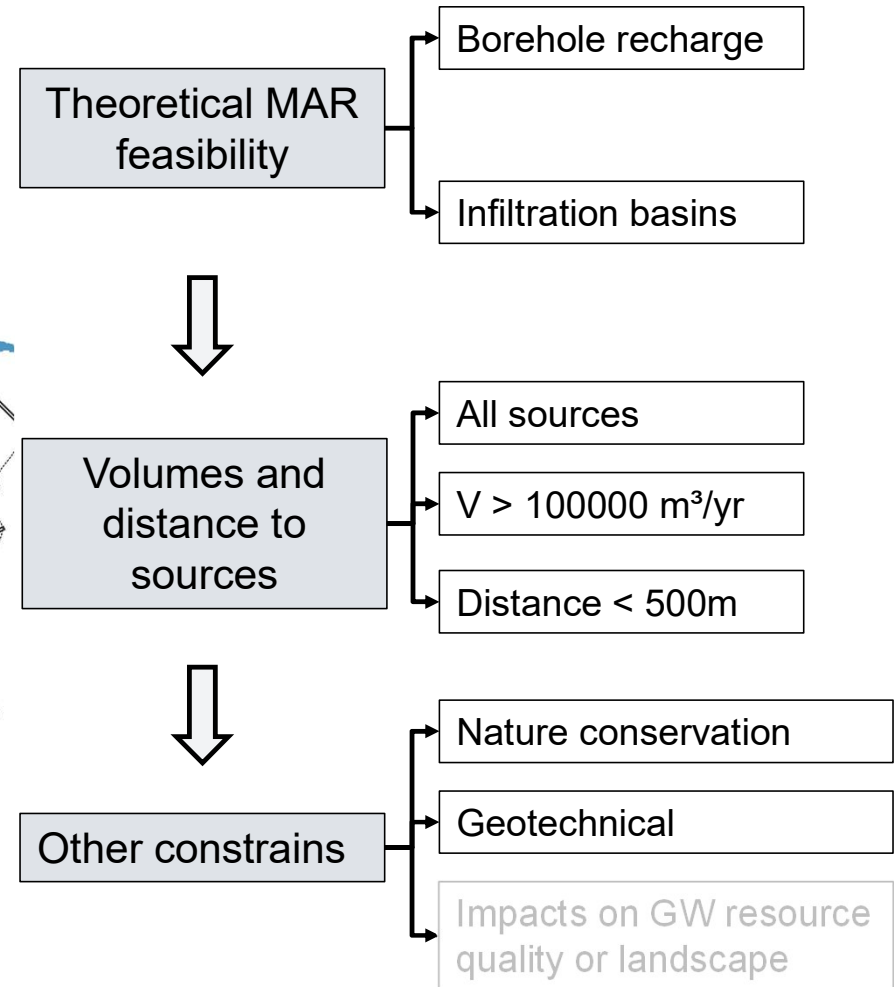 Borehole recharge
Theoretical MAR
feasibility
Infiltration basins
All sources
Volumes and
distance to
sources
V > 100000 m³/yr
Distance < 500m
Nature conservation
Other constrains
Geotechnical
Impacts on GW resource
quality or landscape